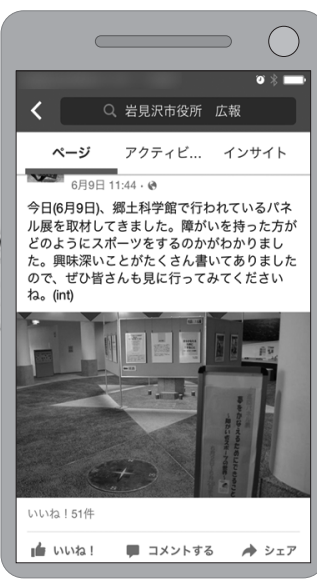 岩見沢市役所　広報
ページ
アクティビ...
インサイト
6月9日 11:44 ·
今日(6月9日)、郷土科学館で行われているパネ
ル展を取材してきました。障がいを持った方が
どのようにスポーツをするのかがわかりまし
た。興味深いことがたくさん書いてありました
ので、ぜひ皆さんも見に行ってみてください
ね。(int)
いいね！51件
いいね！
コメントする
シェア